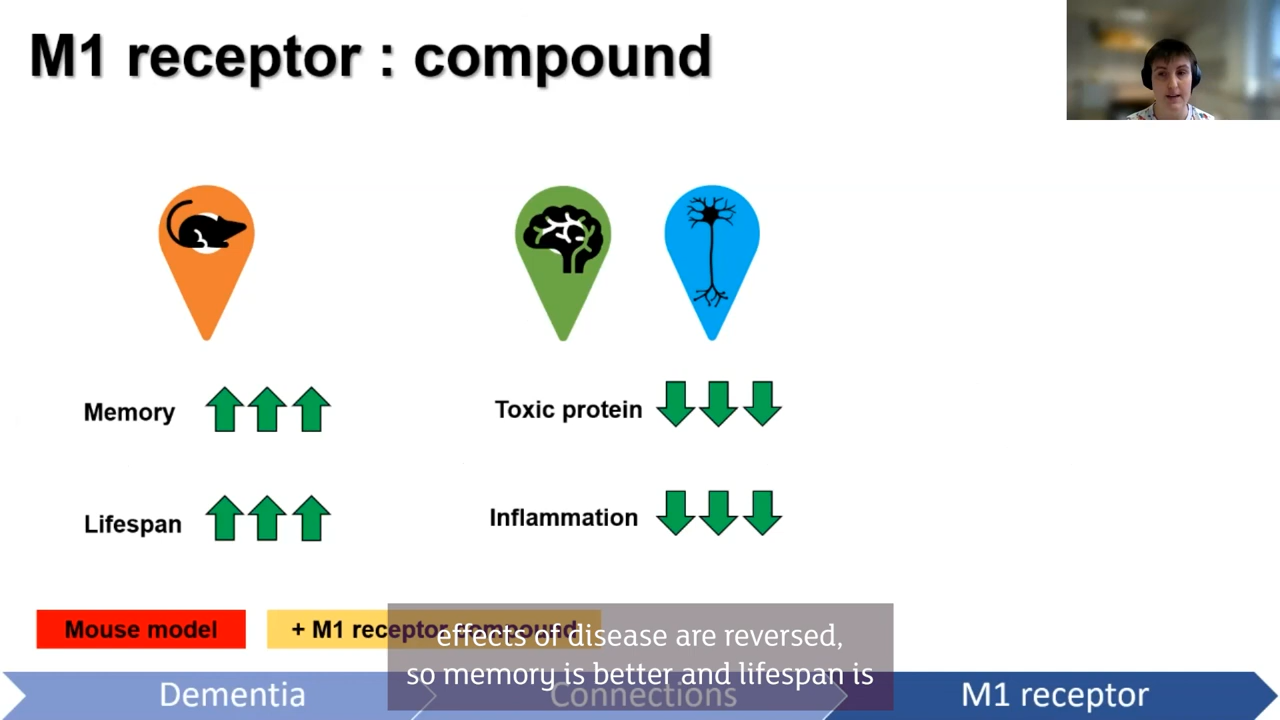 M1 receptor : compound
Memory
Toxic protein
Lifespan
Inflammation
Mouse model
+ M1 receptor compound
effects of disease are reversed,
so memory is better and lifespan is
Dementia
Connections
M1 receptor